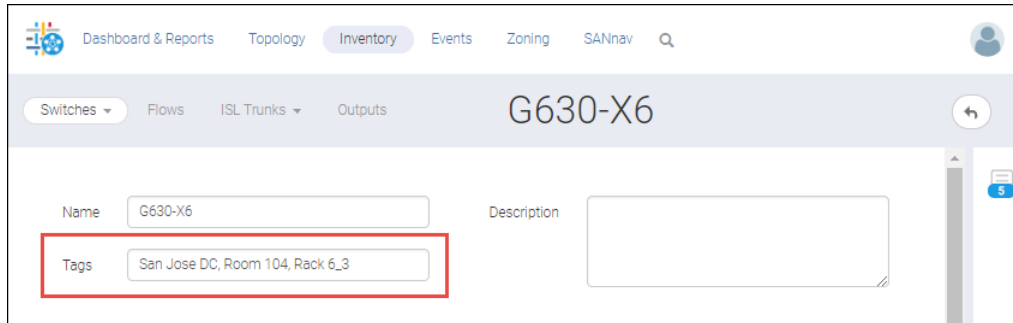 Dashboard & Reports Topology Inventory Events Zoning SANnav
Switches Flows ISL Trunks Outputs G630-X6
5
Name G630-X6 Description
Tags San Jose DC, Room 104, Rack 6_3